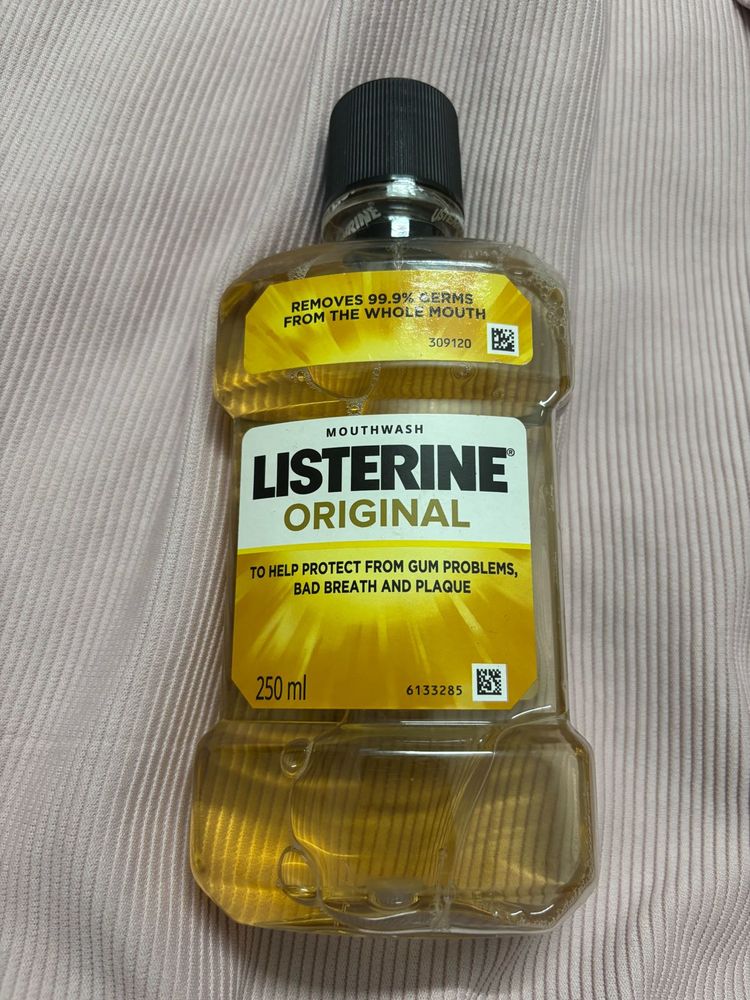 LISTERINE
REMOVES 99.9% GERMS
FROM THE WHOLE MOUTH
309120
MOUTHWASH
LISTERINE®
ORIGINAL
TO HELP PROTECT FROM GUM PROBLEMS,
BAD BREATH AND PLAQUE
250 ml
6133285